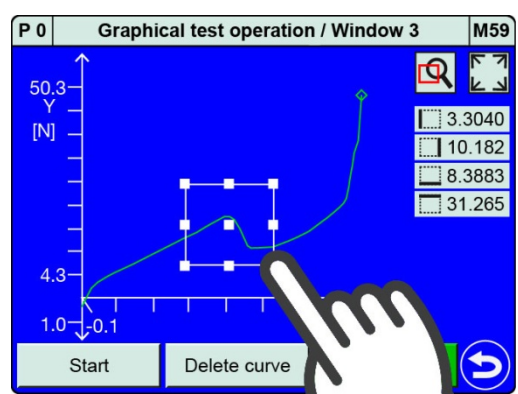 P 0 Graphical test operation / Window 3 M59
50.3
Y
[N]
3.3040
10.182
8.3883
31.265
4.3
1.0 -0.1
Start Delete curve